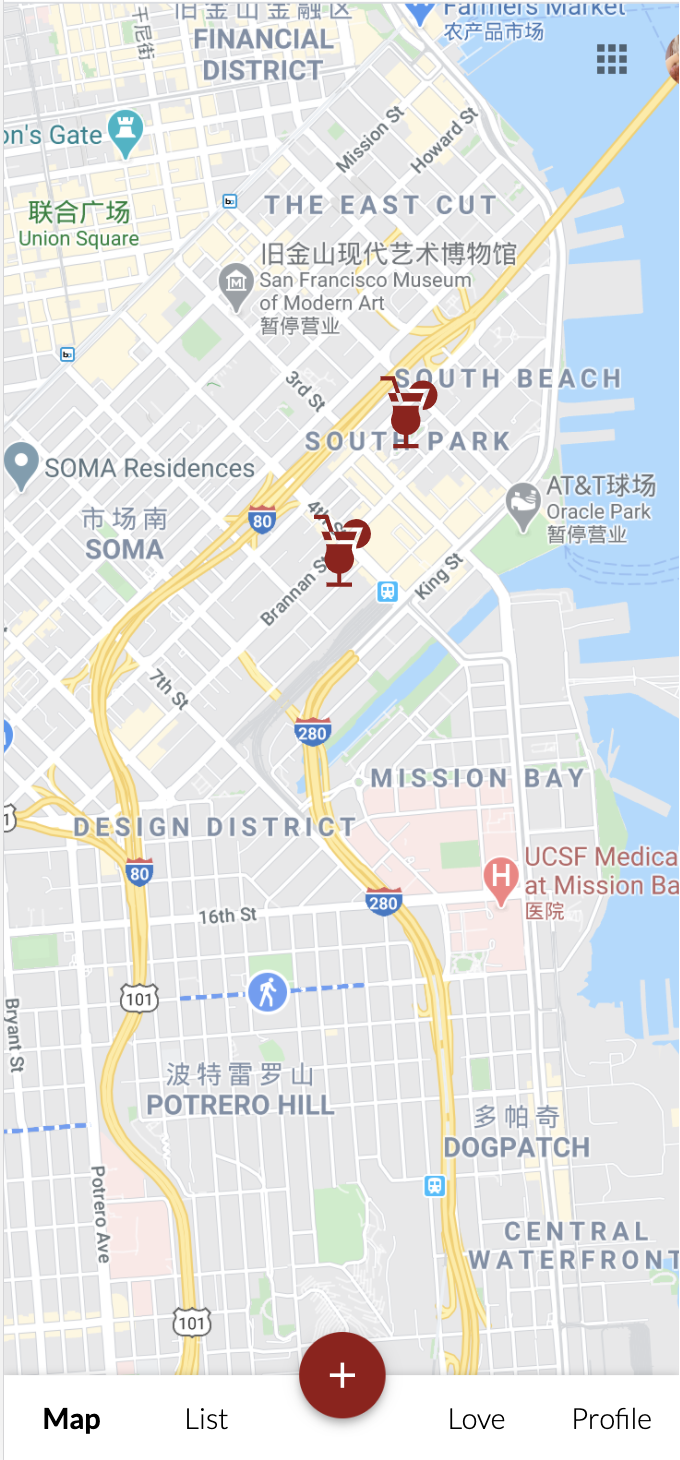 旧金山金融区
FINANCIAL
DISTRICT
Farmers Market
农产品市场
on's Gate
Mission St
Howard St
联合广场
Union Square
THE EAST CUT
旧金山现代艺术博物馆
San Francisco Museum
of Modern Art
暂停营业
3rd St
SOUTH BEACH
SOUTH PARK
SOMA Residences
AT&T球场
Oracle Park
暂停营业
市场南
SOMA
80
4th St
Brannan St
King St
7th St
280
MISSION BAY
DESIGN DISTRICT
80
UCSF Medica
at Mission Ba
医院
H
280
16th St
101
Bryant St
波特雷罗山
POTRERO HILL
多帕奇
DOGPATCH
Potrero Ave
CENTRAL
WATERFRONT
101
+
Map
List
Love
Profile